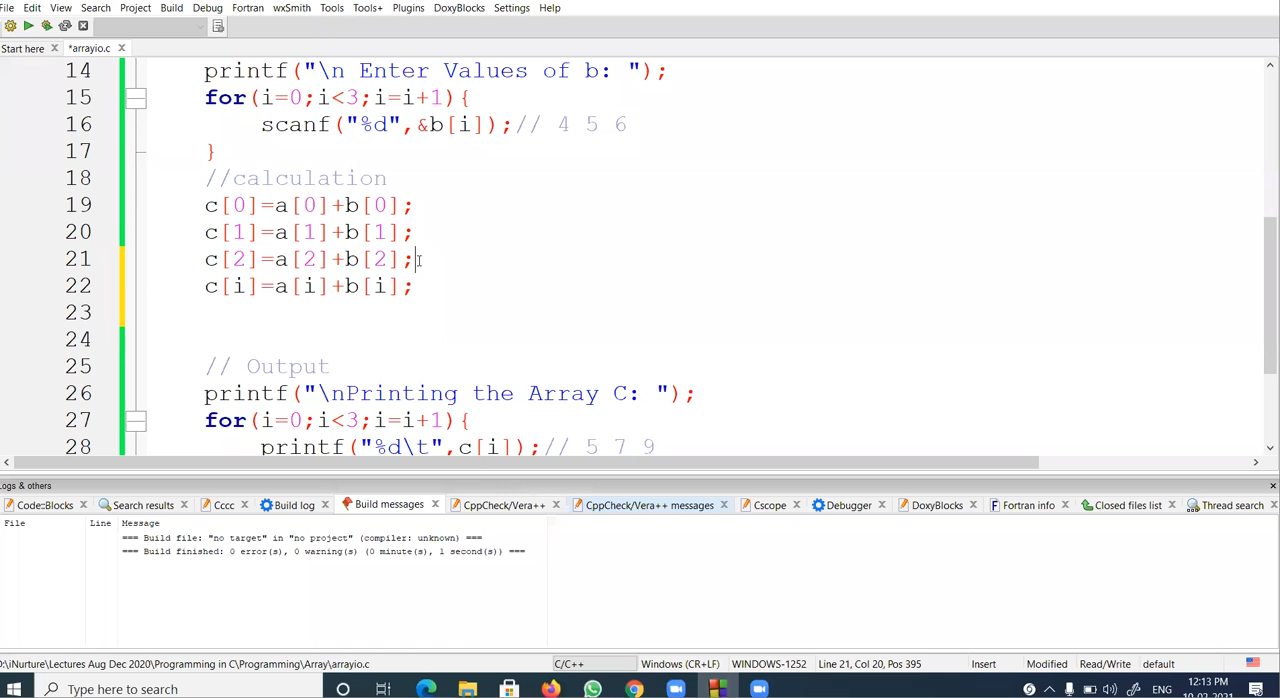 File Edit View Search Project Build Debug Fortran wxSmith Tools Tools+ Plugins DoxyBlocks Settings Help
Start here *arrayio.c
14 printf("\n Enter Values of b: ");
15 for(i=0;i<3;i=i+1){
16 scanf("%d",&b[i]);// 4 5 6
17 }
18 //calculation
19 c[0]=a[0]+b[0];
20 c[1]=a[1]+b[1];
21 c[2]=a[2]+b[2];
22 c[i]=a[i]+b[i];
23
24
25 // Output
26 printf("\nPrinting the Array C: ");
27 for(i=0;i<3;i=i+1){
28 printf("%d\t",c[i]);// 5 7 9
Logs & others
Code::Blocks Search results Cccc Build log Build messages CppCheck/Vera++ CppCheck/Vera++ messages Cscope Debugger DoxyBlocks Fortran info Closed files list Thread search
File Line Message
=== Build file: "no target" in "no project" (compiler: unknown) ===
=== Build finished: 0 error(s), 0 warning(s) (0 minute(s), 1 second(s)) ===
D:\iNurture\Lectures Aug Dec 2020\Programming in C\Programming\Array\arrayio.c C/C++ Windows (CR+LF) WINDOWS-1252 Line 21, Col 20, Pos 395 Insert Modified Read/Write default
Type here to search ENG 12:13 PM